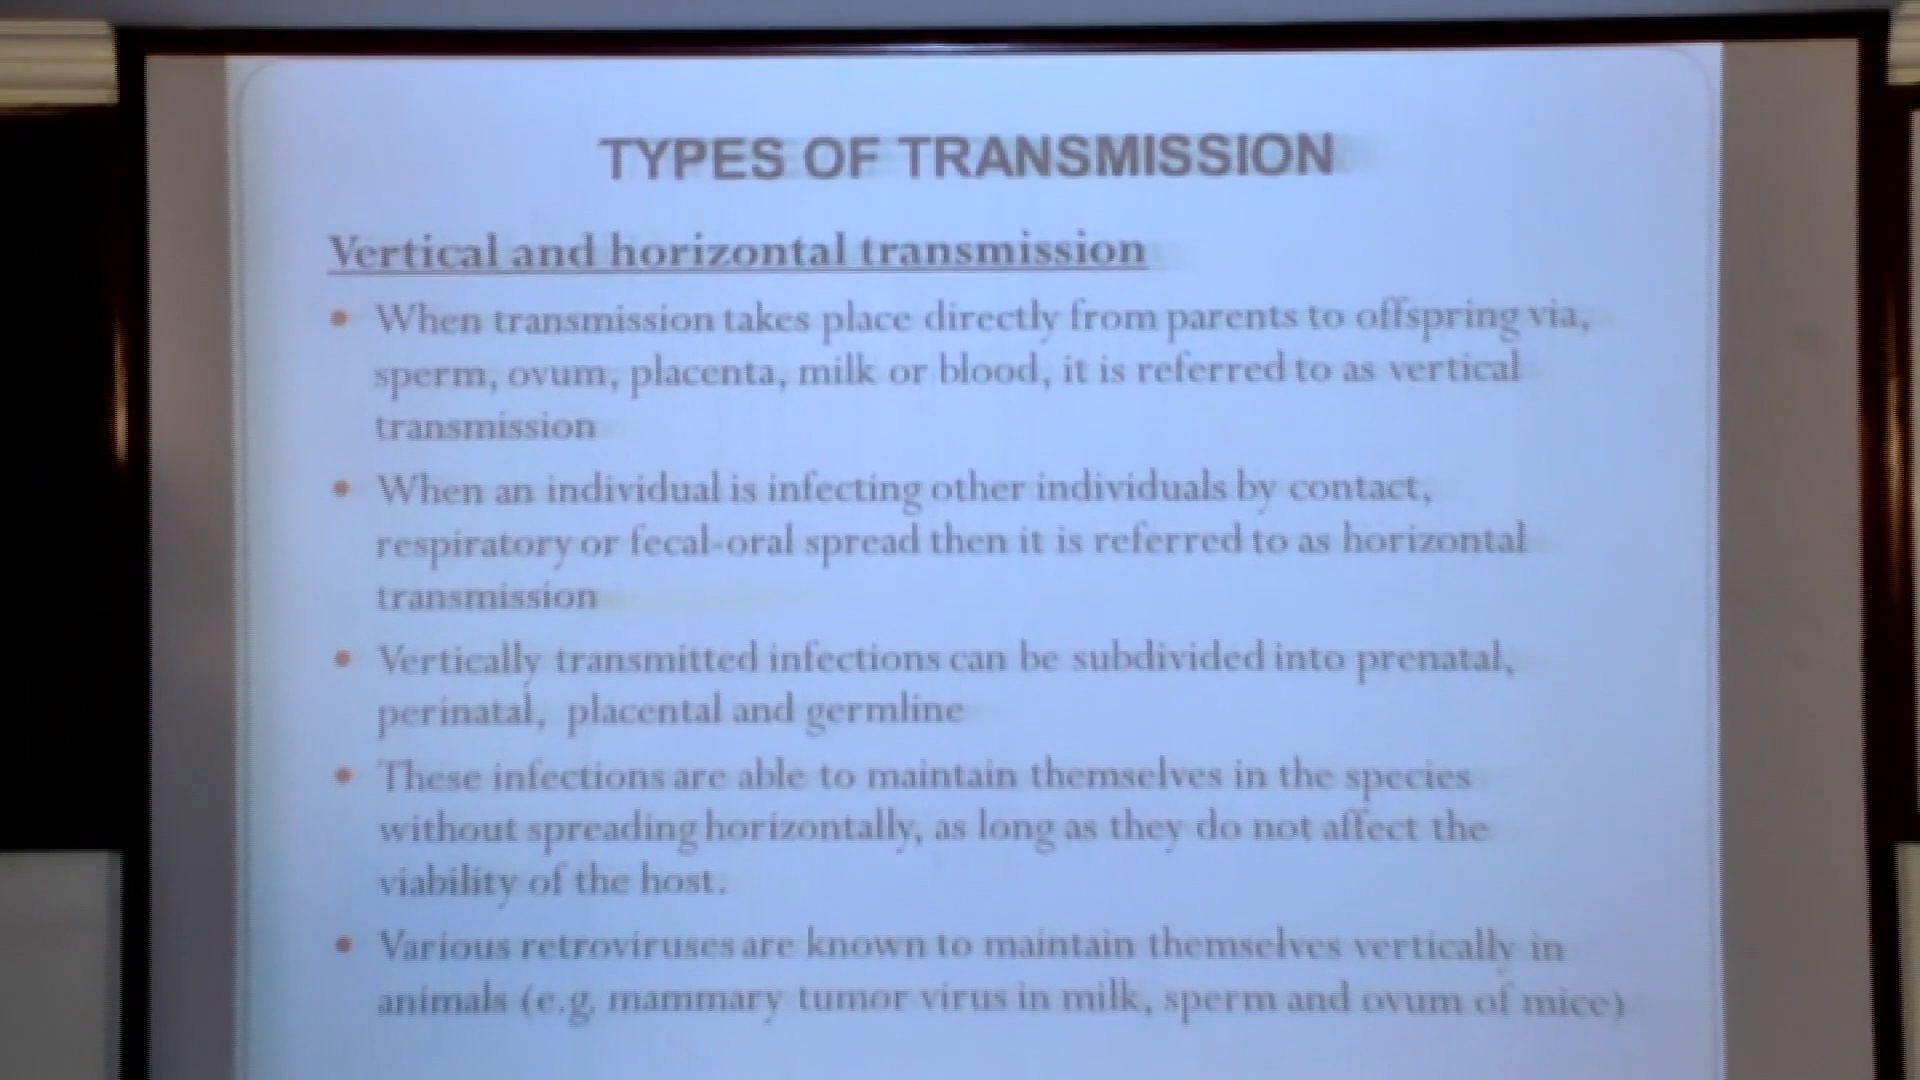 TYPES OF TRANSMISSION
Vertical and horizontal transmission
• When transmission takes place directly from parents to offspring via,
sperm, ovum, placenta, milk or blood, it is referred to as vertical
transmission
• When an individual is infecting other individuals by contact,
respiratory or fecal-oral spread then it is referred to as horizontal
transmission
• Vertically transmitted infections can be subdivided into prenatal,
perinatal, placental and germline
• These infections are able to maintain themselves in the species
without spreading horizontally, as long as they do not affect the
viability of the host.
• Various retroviruses are known to maintain themselves vertically in
animals (e.g. mammary tumor virus in milk, sperm and ovum of mice)